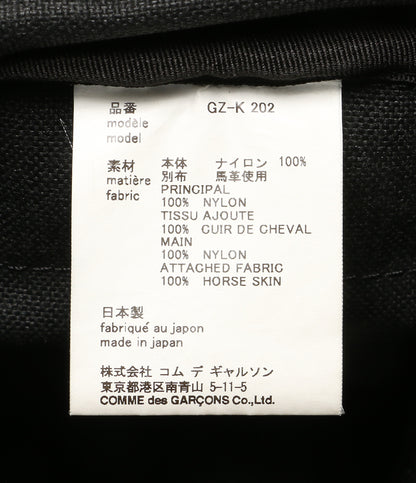 品番 GZ-K 202
modèle
model
素材 本体 ナイロン 100%
matière 別布 馬革使用
fabric PRINCIPAL
100% NYLON
TISSU AJOUTE
100% CUIR DE CHEVAL
MAIN
100% NYLON
ATTACHED FABRIC
100% HORSE SKIN
日本製
fabriqué au japon
made in japan
株式会社 コム デ ギャルソン
東京都港区南青山 5-11-5
COMME des GARÇONS Co.,Ltd.